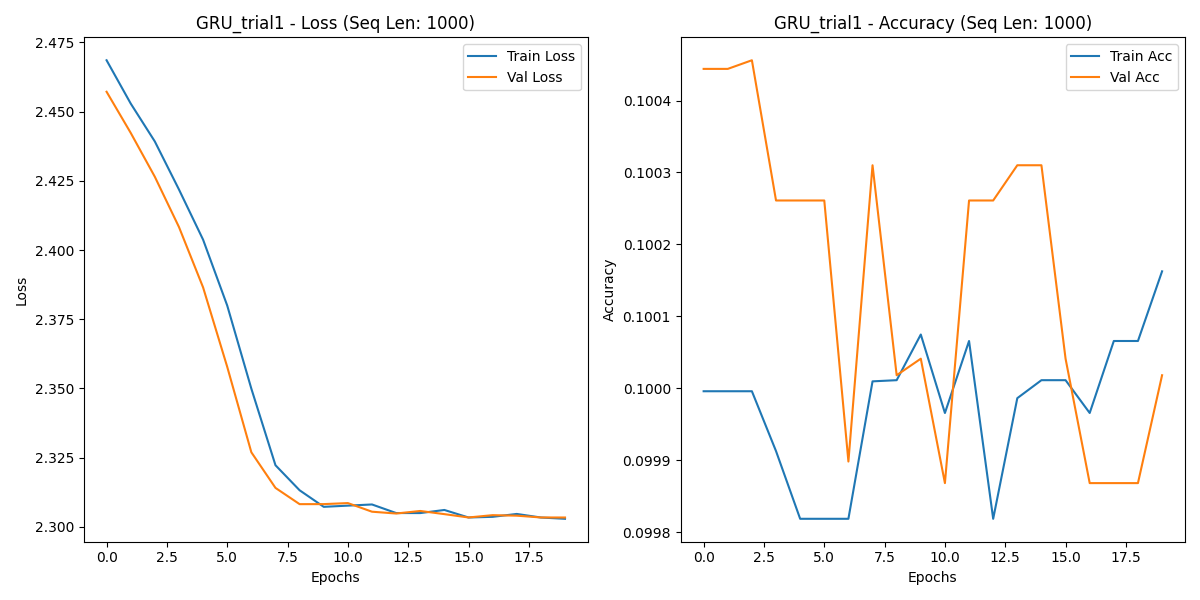 GRU_trial1 - Loss (Seq Len: 1000)
2.475
2.450
2.425
2.400
2.375
2.350
2.325
2.300
Loss
Train Loss
Val Loss
0.0 2.5 5.0 7.5 10.0 12.5 15.0 17.5
Epochs
GRU_trial1 - Accuracy (Seq Len: 1000)
0.1004
0.1003
0.1002
0.1001
0.1000
0.0999
0.0998
Accuracy
Train Acc
Val Acc
0.0 2.5 5.0 7.5 10.0 12.5 15.0 17.5
Epochs